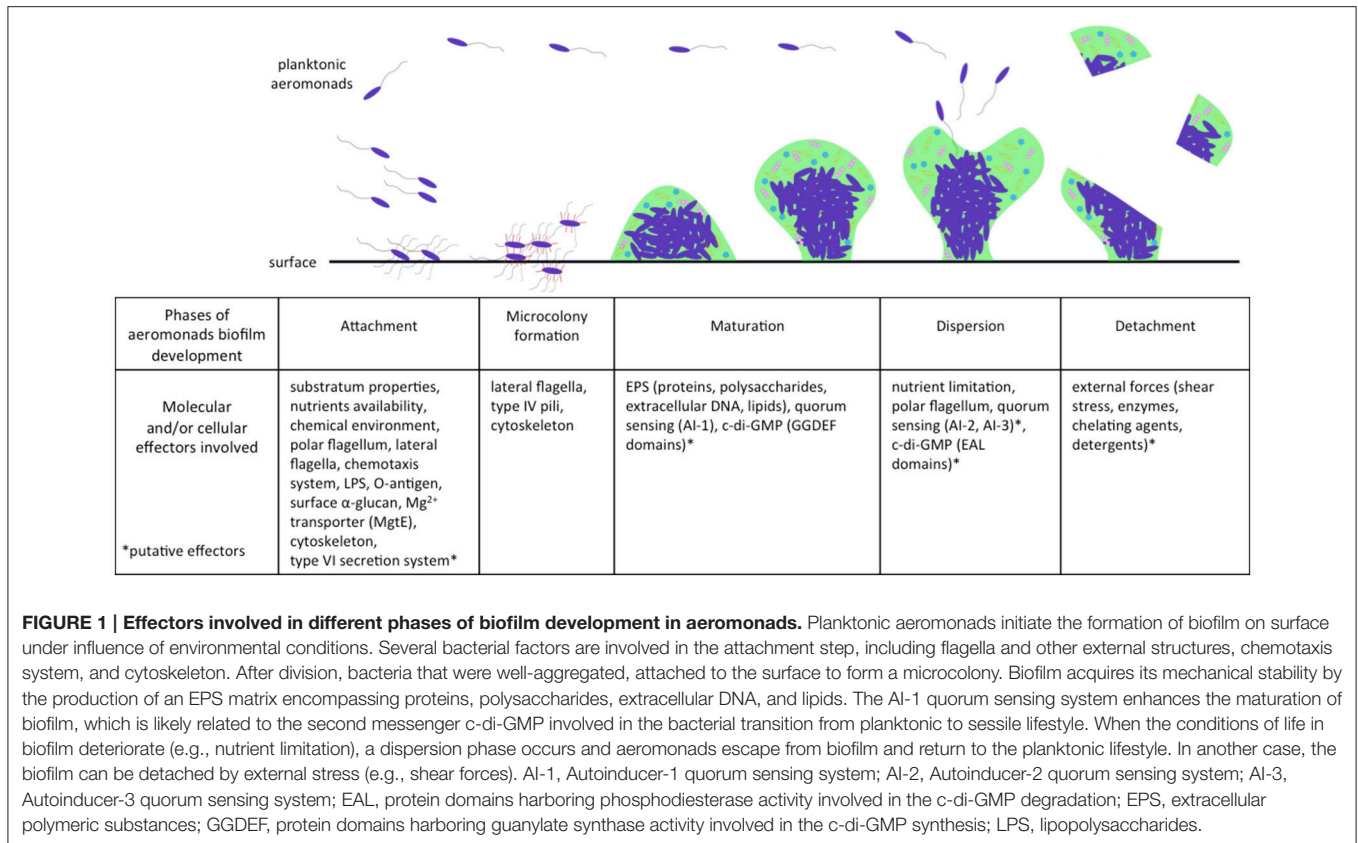 planktonic
aeromonads
surface
Phases of
aeromonads biofilm
development
Attachment
Microcolony
formation
Maturation
Dispersion
Detachment
Molecular
and/or cellular
effectors involved
*putative effectors
substratum properties,
nutrients availability,
chemical environment,
polar flagellum, lateral
flagella, chemotaxis
system, LPS, O-antigen,
surface α-glucan, Mg²⁺
transporter (MgtE),
cytoskeleton,
type VI secretion system*
lateral flagella,
type IV pili,
cytoskeleton
EPS (proteins, polysaccharides,
extracellular DNA, lipids), quorum
sensing (AI-1), c-di-GMP (GGDEF
domains)*
nutrient limitation,
polar flagellum, quorum
sensing (AI-2, AI-3)*,
c-di-GMP (EAL
domains)*
external forces (shear
stress, enzymes,
chelating agents,
detergents)*
FIGURE 1 | Effectors involved in different phases of biofilm development in aeromonads. Planktonic aeromonads initiate the formation of biofilm on surface
under influence of environmental conditions. Several bacterial factors are involved in the attachment step, including flagella and other external structures, chemotaxis
system, and cytoskeleton. After division, bacteria that were well-aggregated, attached to the surface to form a microcolony. Biofilm acquires its mechanical stability by
the production of an EPS matrix encompassing proteins, polysaccharides, extracellular DNA, and lipids. The AI-1 quorum sensing system enhances the maturation of
biofilm, which is likely related to the second messenger c-di-GMP involved in the bacterial transition from planktonic to sessile lifestyle. When the conditions of life in
biofilm deteriorate (e.g., nutrient limitation), a dispersion phase occurs and aeromonads escape from biofilm and return to the planktonic lifestyle. In another case, the
biofilm can be detached by external stress (e.g., shear forces). AI-1, Autoinducer-1 quorum sensing system; AI-2, Autoinducer-2 quorum sensing system; AI-3,
Autoinducer-3 quorum sensing system; EAL, protein domains harboring phosphodiesterase activity involved in the c-di-GMP degradation; EPS, extracellular
polymeric substances; GGDEF, protein domains harboring guanylate synthase activity involved in the c-di-GMP synthesis; LPS, lipopolysaccharides.